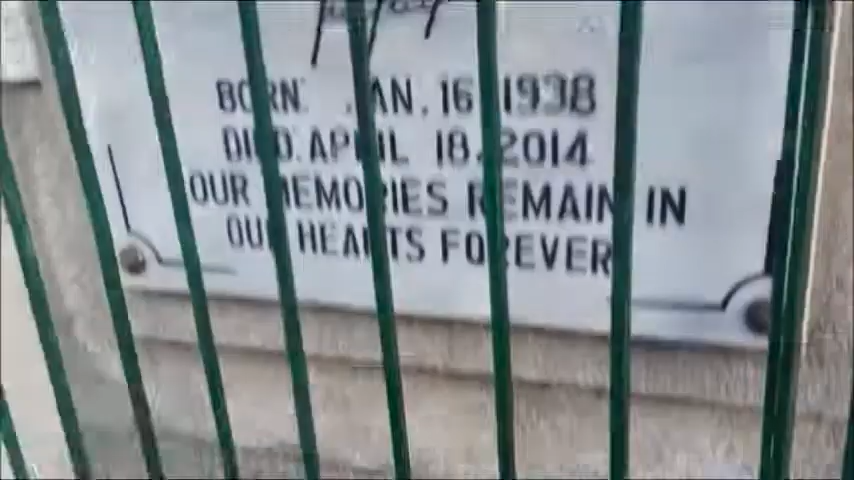 BORN. JAN. 16 1938
DIED. APRIL 18. 2014
OUR MEMORIES REMAIN IN
OUR HEARTS FOREVER